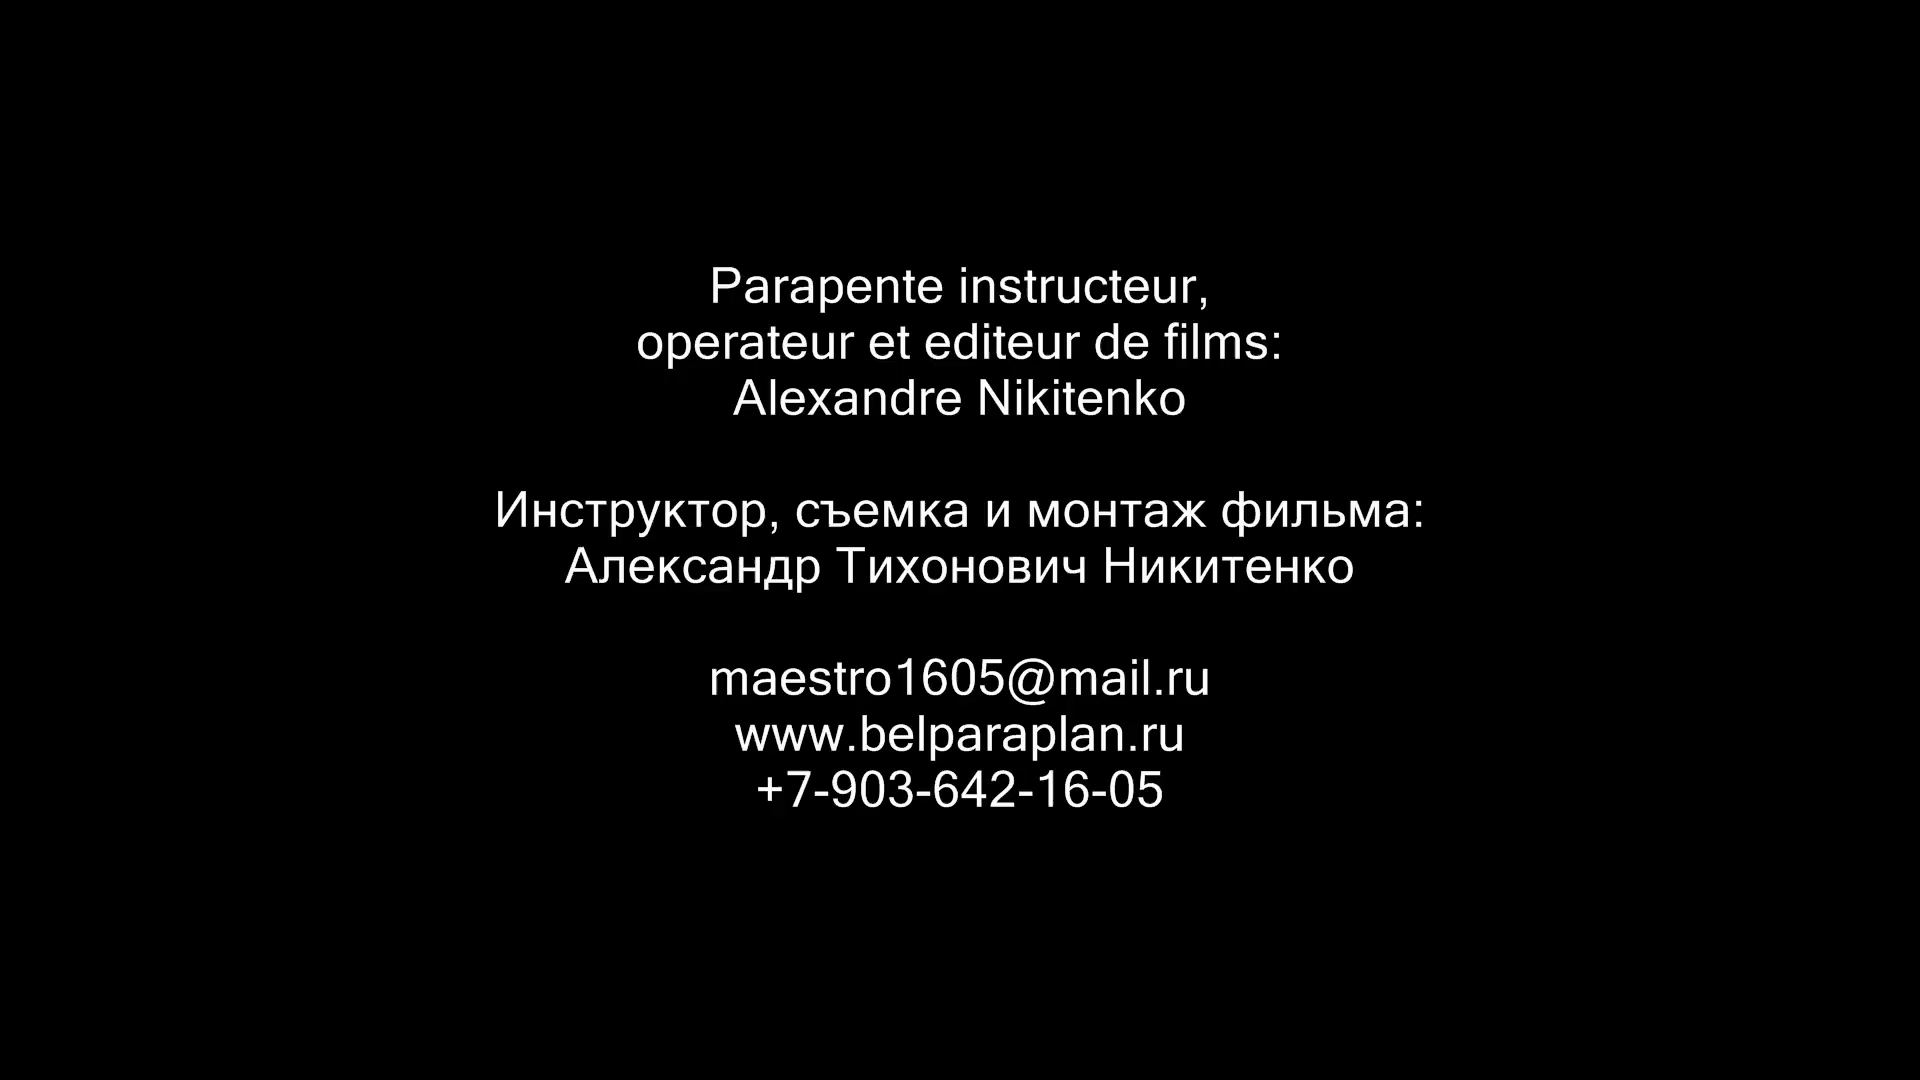 Parapente instructeur,
operateur et editeur de films:
Alexandre Nikitenko
Инструктор, съемка и монтаж фильма:
Александр Тихонович Никитенко
maestro1605@mail.ru
www.belparaplan.ru
+7-903-642-16-05